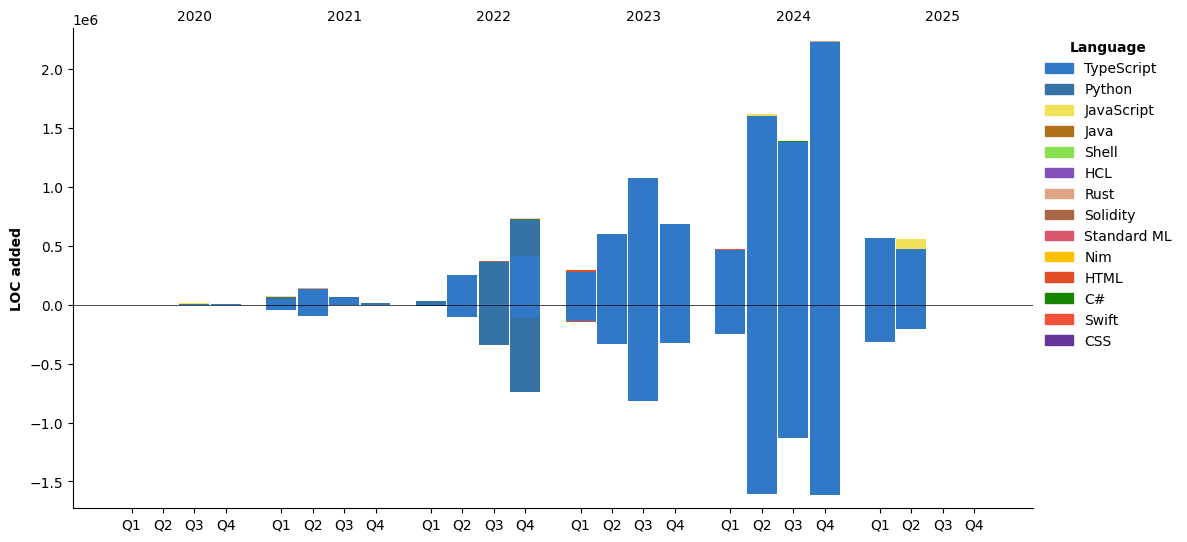 1e6
2020 2021 2022 2023 2024 2025
LOC added
2.0
1.5
1.0
0.5
0.0
−0.5
−1.0
−1.5
Q1 Q2 Q3 Q4 Q1 Q2 Q3 Q4 Q1 Q2 Q3 Q4 Q1 Q2 Q3 Q4 Q1 Q2 Q3 Q4 Q1 Q2 Q3 Q4
Language
TypeScript
Python
JavaScript
Java
Shell
HCL
Rust
Solidity
Standard ML
Nim
HTML
C#
Swift
CSS